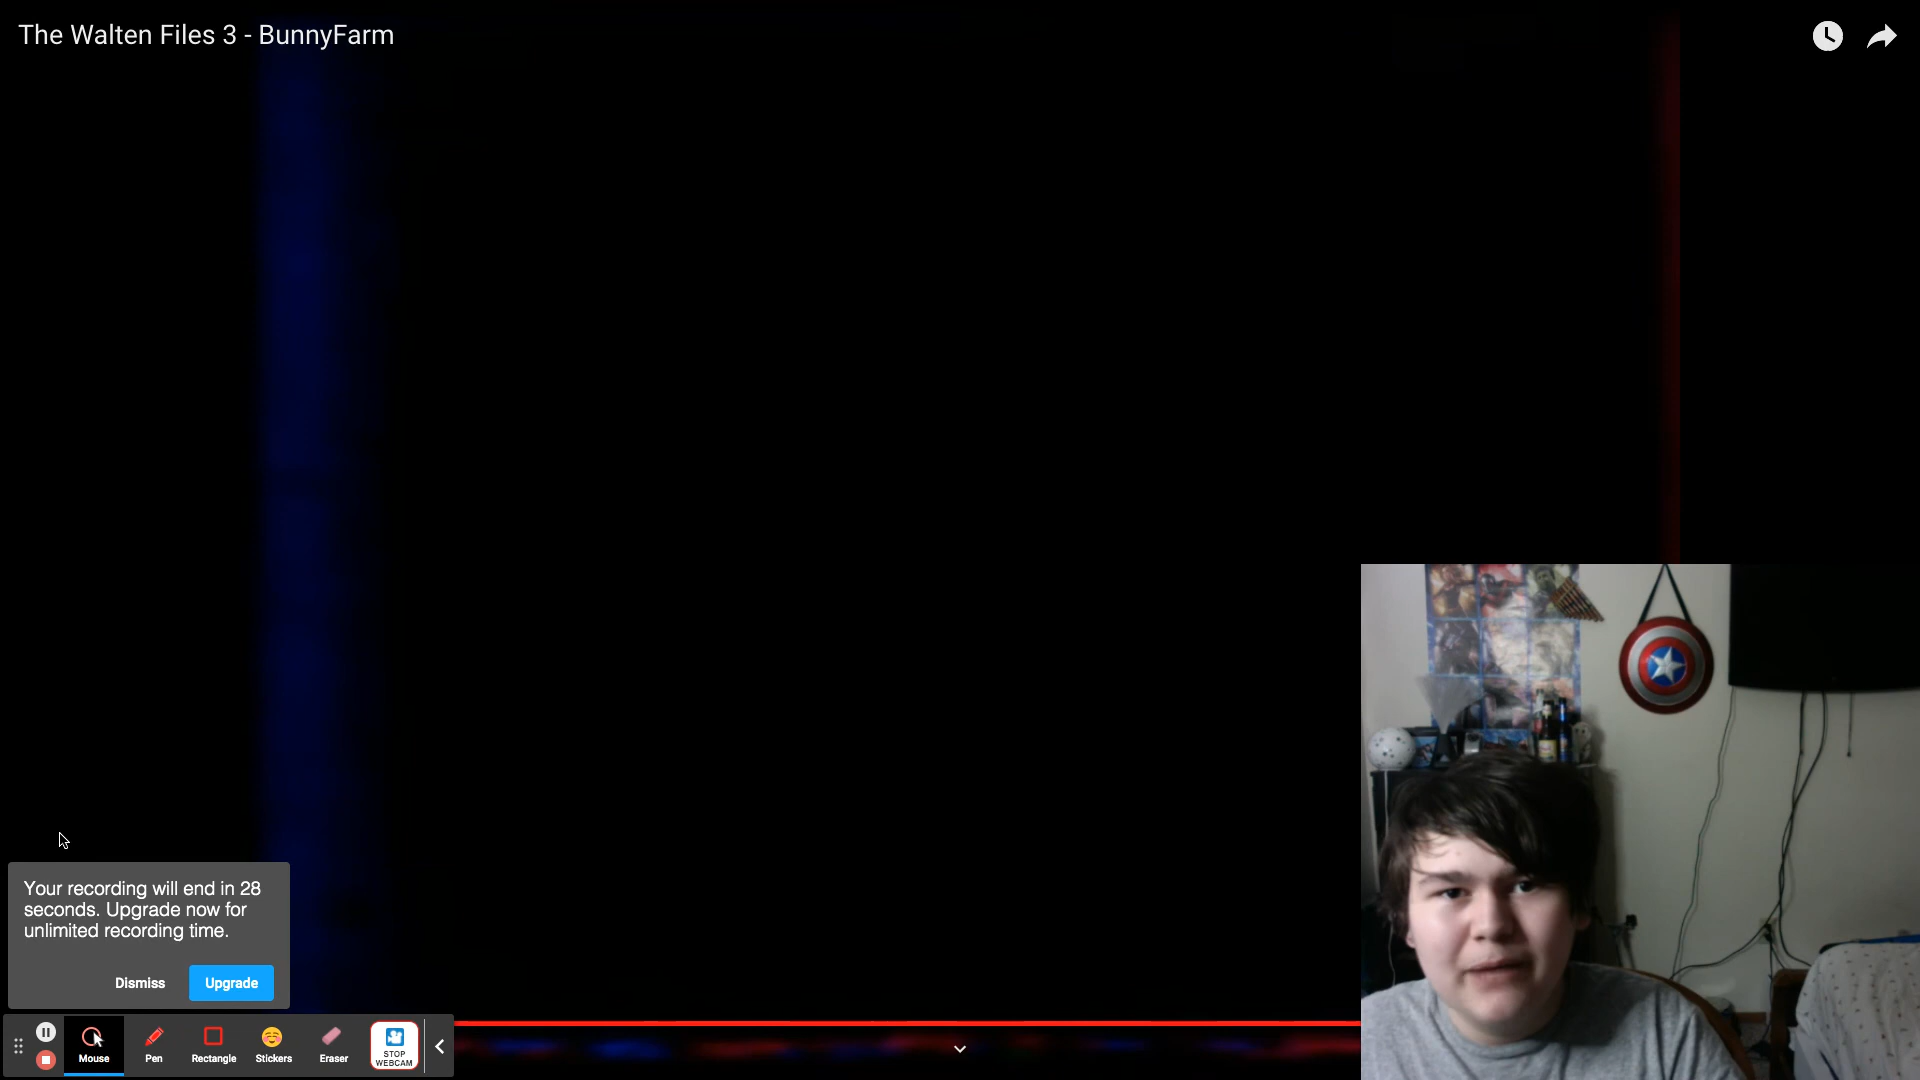 The Walten Files 3 - BunnyFarm
Your recording will end in 28
seconds. Upgrade now for
unlimited recording time.
Dismiss
Upgrade
Mouse
Pen
Rectangle
Stickers
Eraser
STOP
WEBCAM